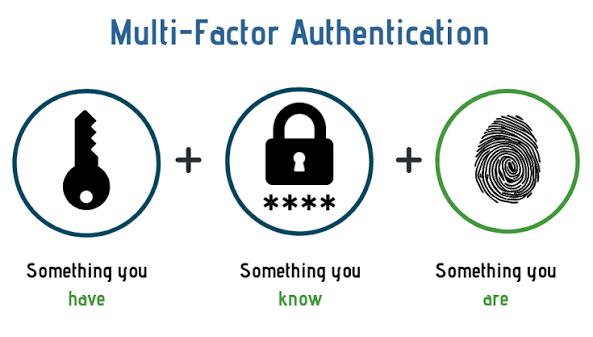 Multi-Factor Authentication
+ +
****
Something you Something you Something you
have know are